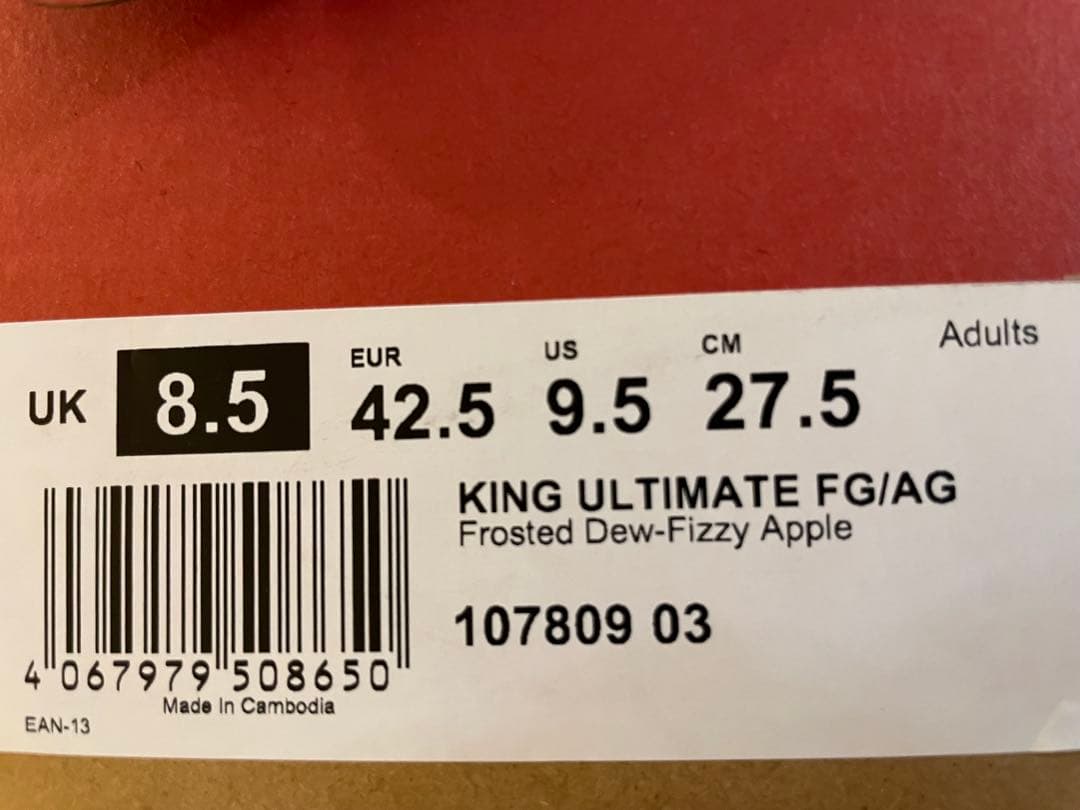 Adults
UK 8.5 EUR 42.5 US 9.5 CM 27.5
KING ULTIMATE FG/AG
Frosted Dew-Fizzy Apple
107809 03
4 067979 508650
Made In Cambodia
EAN-13